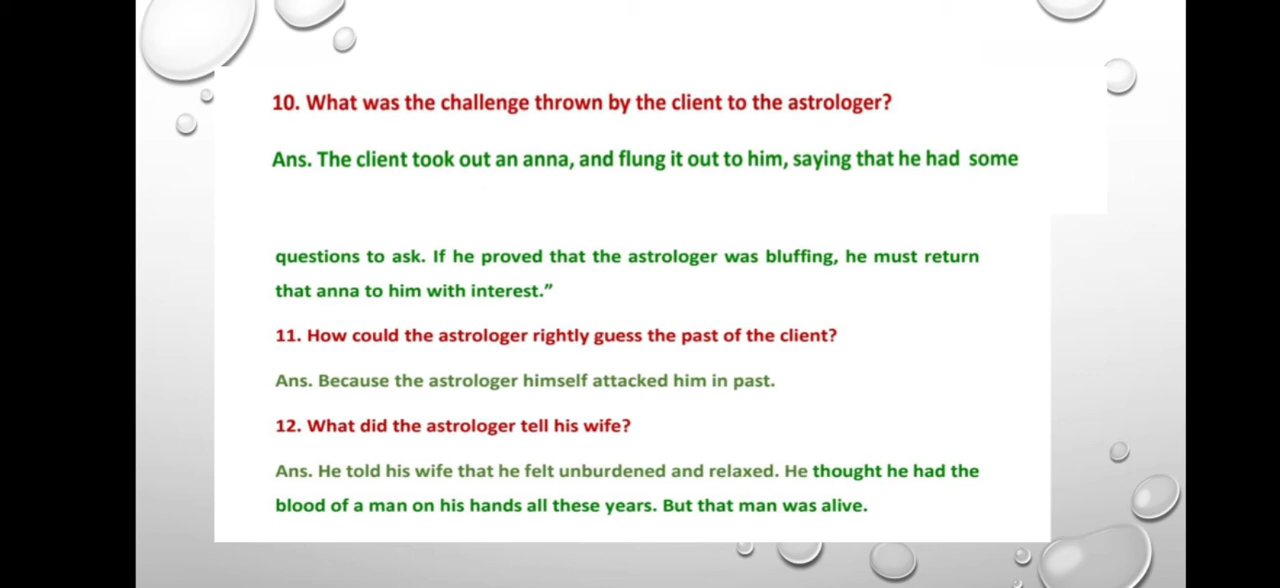 10. What was the challenge thrown by the client to the astrologer?
Ans. The client took out an anna, and flung it out to him, saying that he had some
questions to ask. If he proved that the astrologer was bluffing, he must return
that anna to him with interest.”
11. How could the astrologer rightly guess the past of the client?
Ans. Because the astrologer himself attacked him in past.
12. What did the astrologer tell his wife?
Ans. He told his wife that he felt unburdened and relaxed. He thought he had the
blood of a man on his hands all these years. But that man was alive.